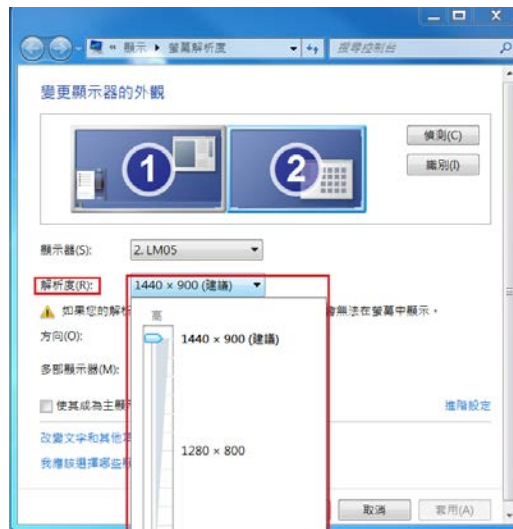 « 顯示 ▸ 螢幕解析度
搜尋控制台
變更顯示器的外觀
1
2
偵測(C)
識別(I)
顯示器(S): 2. LM05
解析度(R): 1440 × 900 (建議)
如果您的解析
會無法在螢幕中顯示。
高
方向(O):
1440 × 900 (建議)
多部顯示器(M):
使其成為主顯
進階設定
改變文字和其他
1280 × 800
我應該選擇哪些
取消
套用(A)